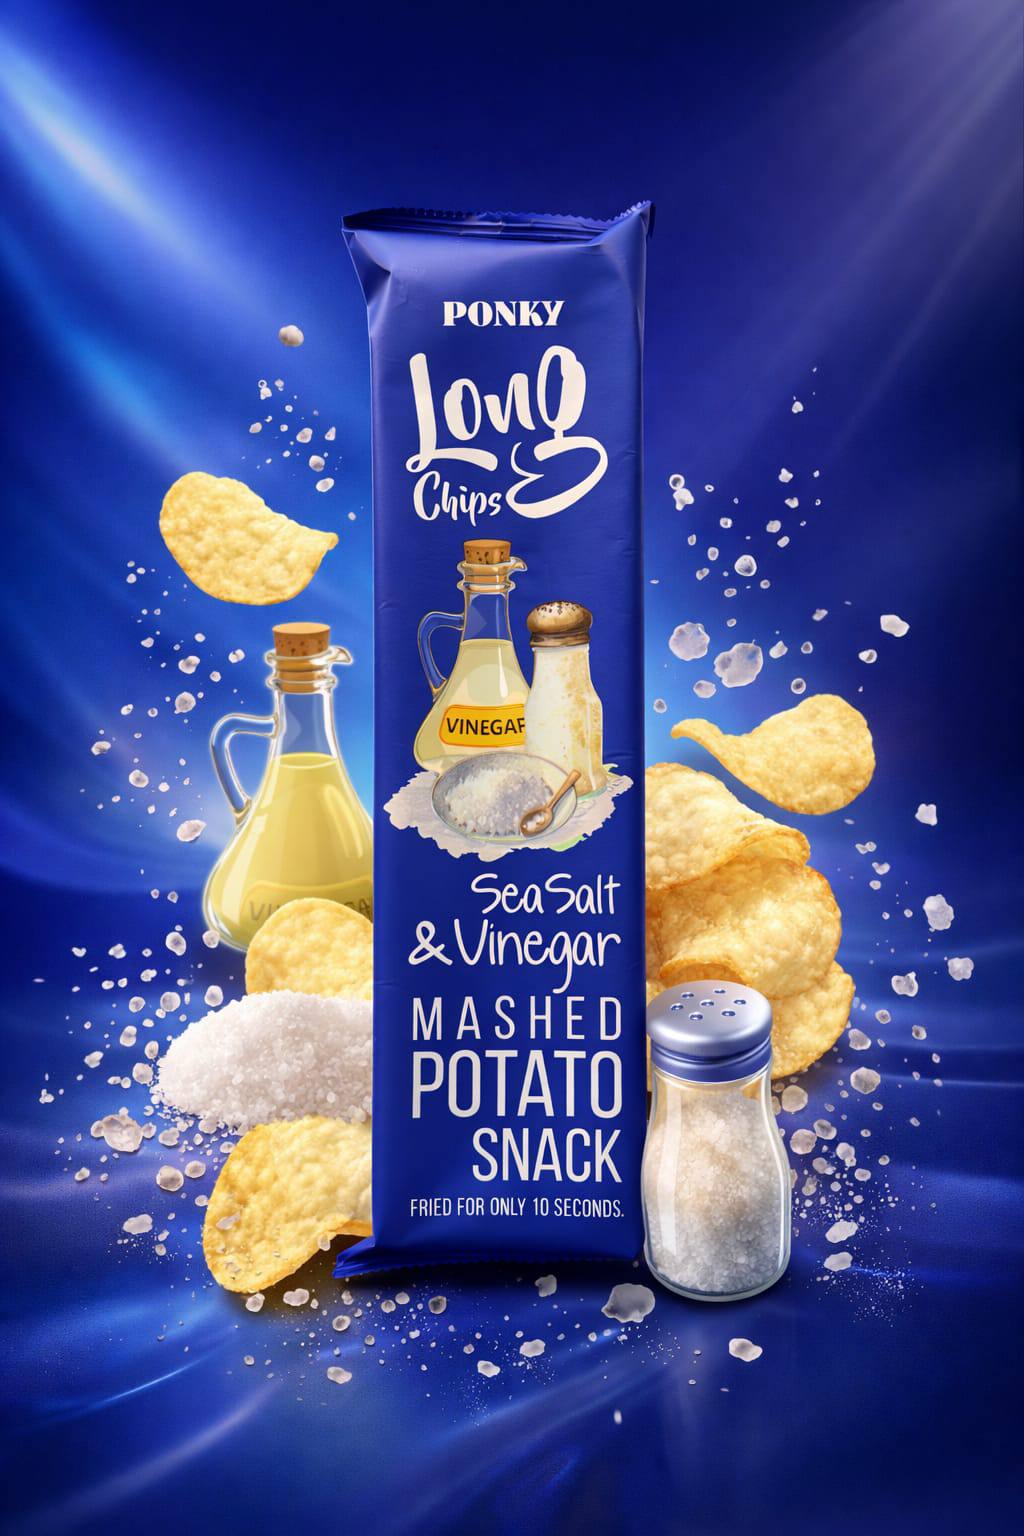 PONKY
Long
Chips
VINEGAR
Sea Salt
& Vinegar
MASHED
POTATO
SNACK
FRIED FOR ONLY 10 SECONDS.